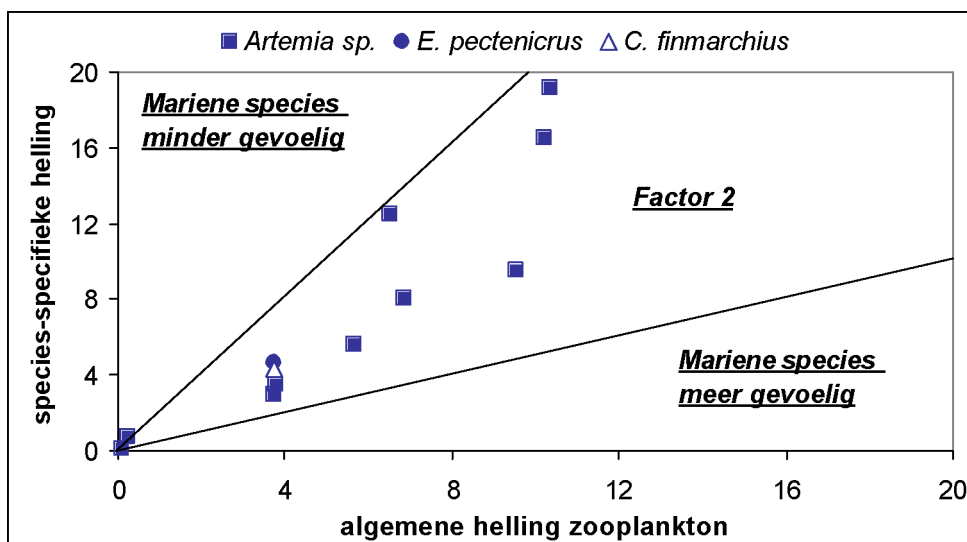 Artemia sp. E. pectenicrus C. finmarchius
20
16
12
8
4
0
species-specifieke helling
Mariene species
minder gevoelig
Factor 2
Mariene species
meer gevoelig
0 4 8 12 16 20
algemene helling zooplankton